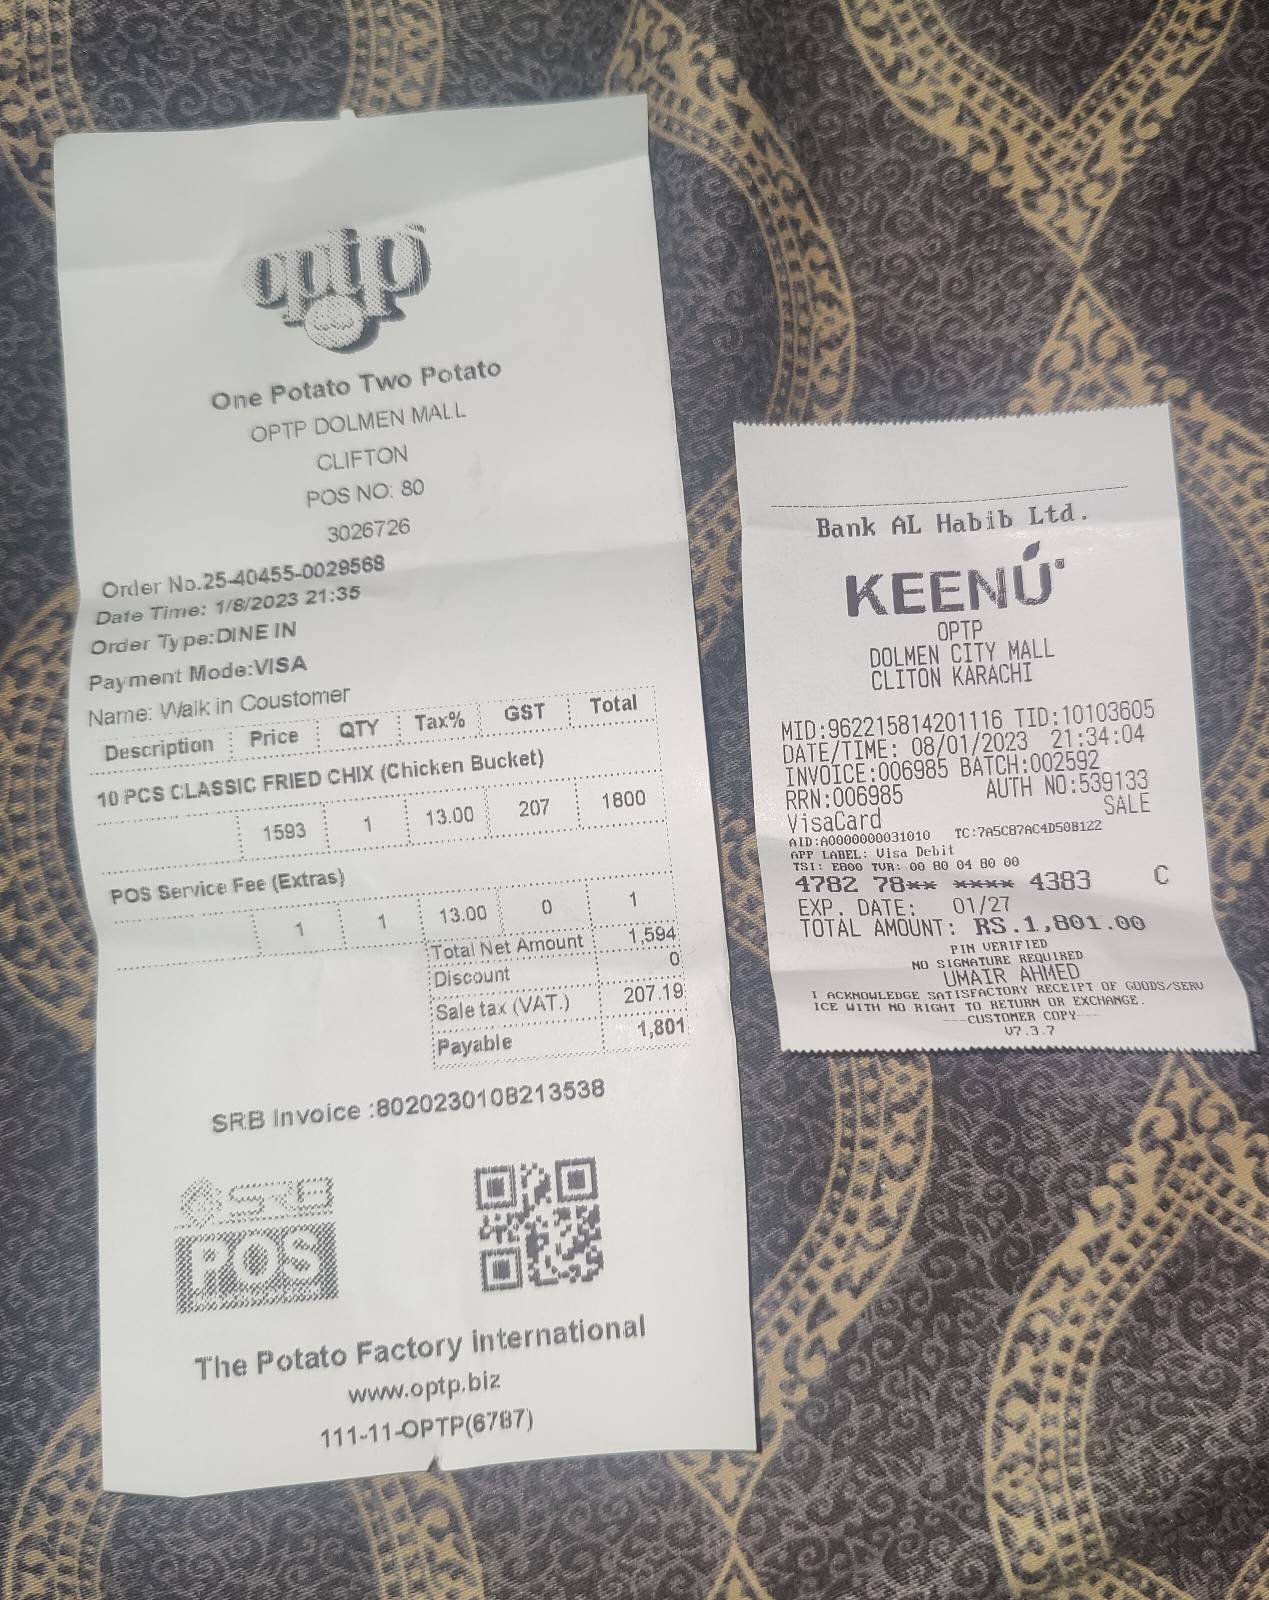 optp
One Potato Two Potato
OPTP DOLMEN MALL
CLIFTON
POS NO: 80
3026726
Order No.25-40455-0029568
Date Time: 1/8/2023 21:35
Order Type:DINE IN
Payment Mode:VISA
Name: Walk in Coustomer
Description Price QTY Tax% GST Total
10 PCS CLASSIC FRIED CHIX (Chicken Bucket)
1593 1 13.00 207 1800
POS Service Fee (Extras)
1 1 13.00 0 1
Total Net Amount 1,594
Discount 0
Sale tax (VAT.) 207.19
Payable 1,801
SRB Invoice :8020230108213538
SRB
POS
The Potato Factory international
www.optp.biz
111-11-OPTP(6787)
Bank AL Habib Ltd.
KEENÚ
OPTP
DOLMEN CITY MALL
CLITON KARACHI
MID:962215814201116 TID:10103605
DATE/TIME: 08/01/2023 21:34:04
INVOICE:006985 BATCH:002592
RRN:006985 AUTH NO:539133
VisaCard SALE
AID:A0000000031010 TC:7A5C87AC4D50B122
APP LABEL: Visa Debit
TSI: E800 TVR: 00 80 04 80 00
4782 78** **** 4383 C
EXP. DATE: 01/27
TOTAL AMOUNT: RS.1,801.00
PIN VERIFIED
NO SIGNATURE REQUIRED
UMAIR AHMED
I ACKNOWLEDGE SATISFACTORY RECEIPT OF GOODS/SERV
ICE WITH NO RIGHT TO RETURN OR EXCHANGE.
----CUSTOMER COPY----
V7.3.7